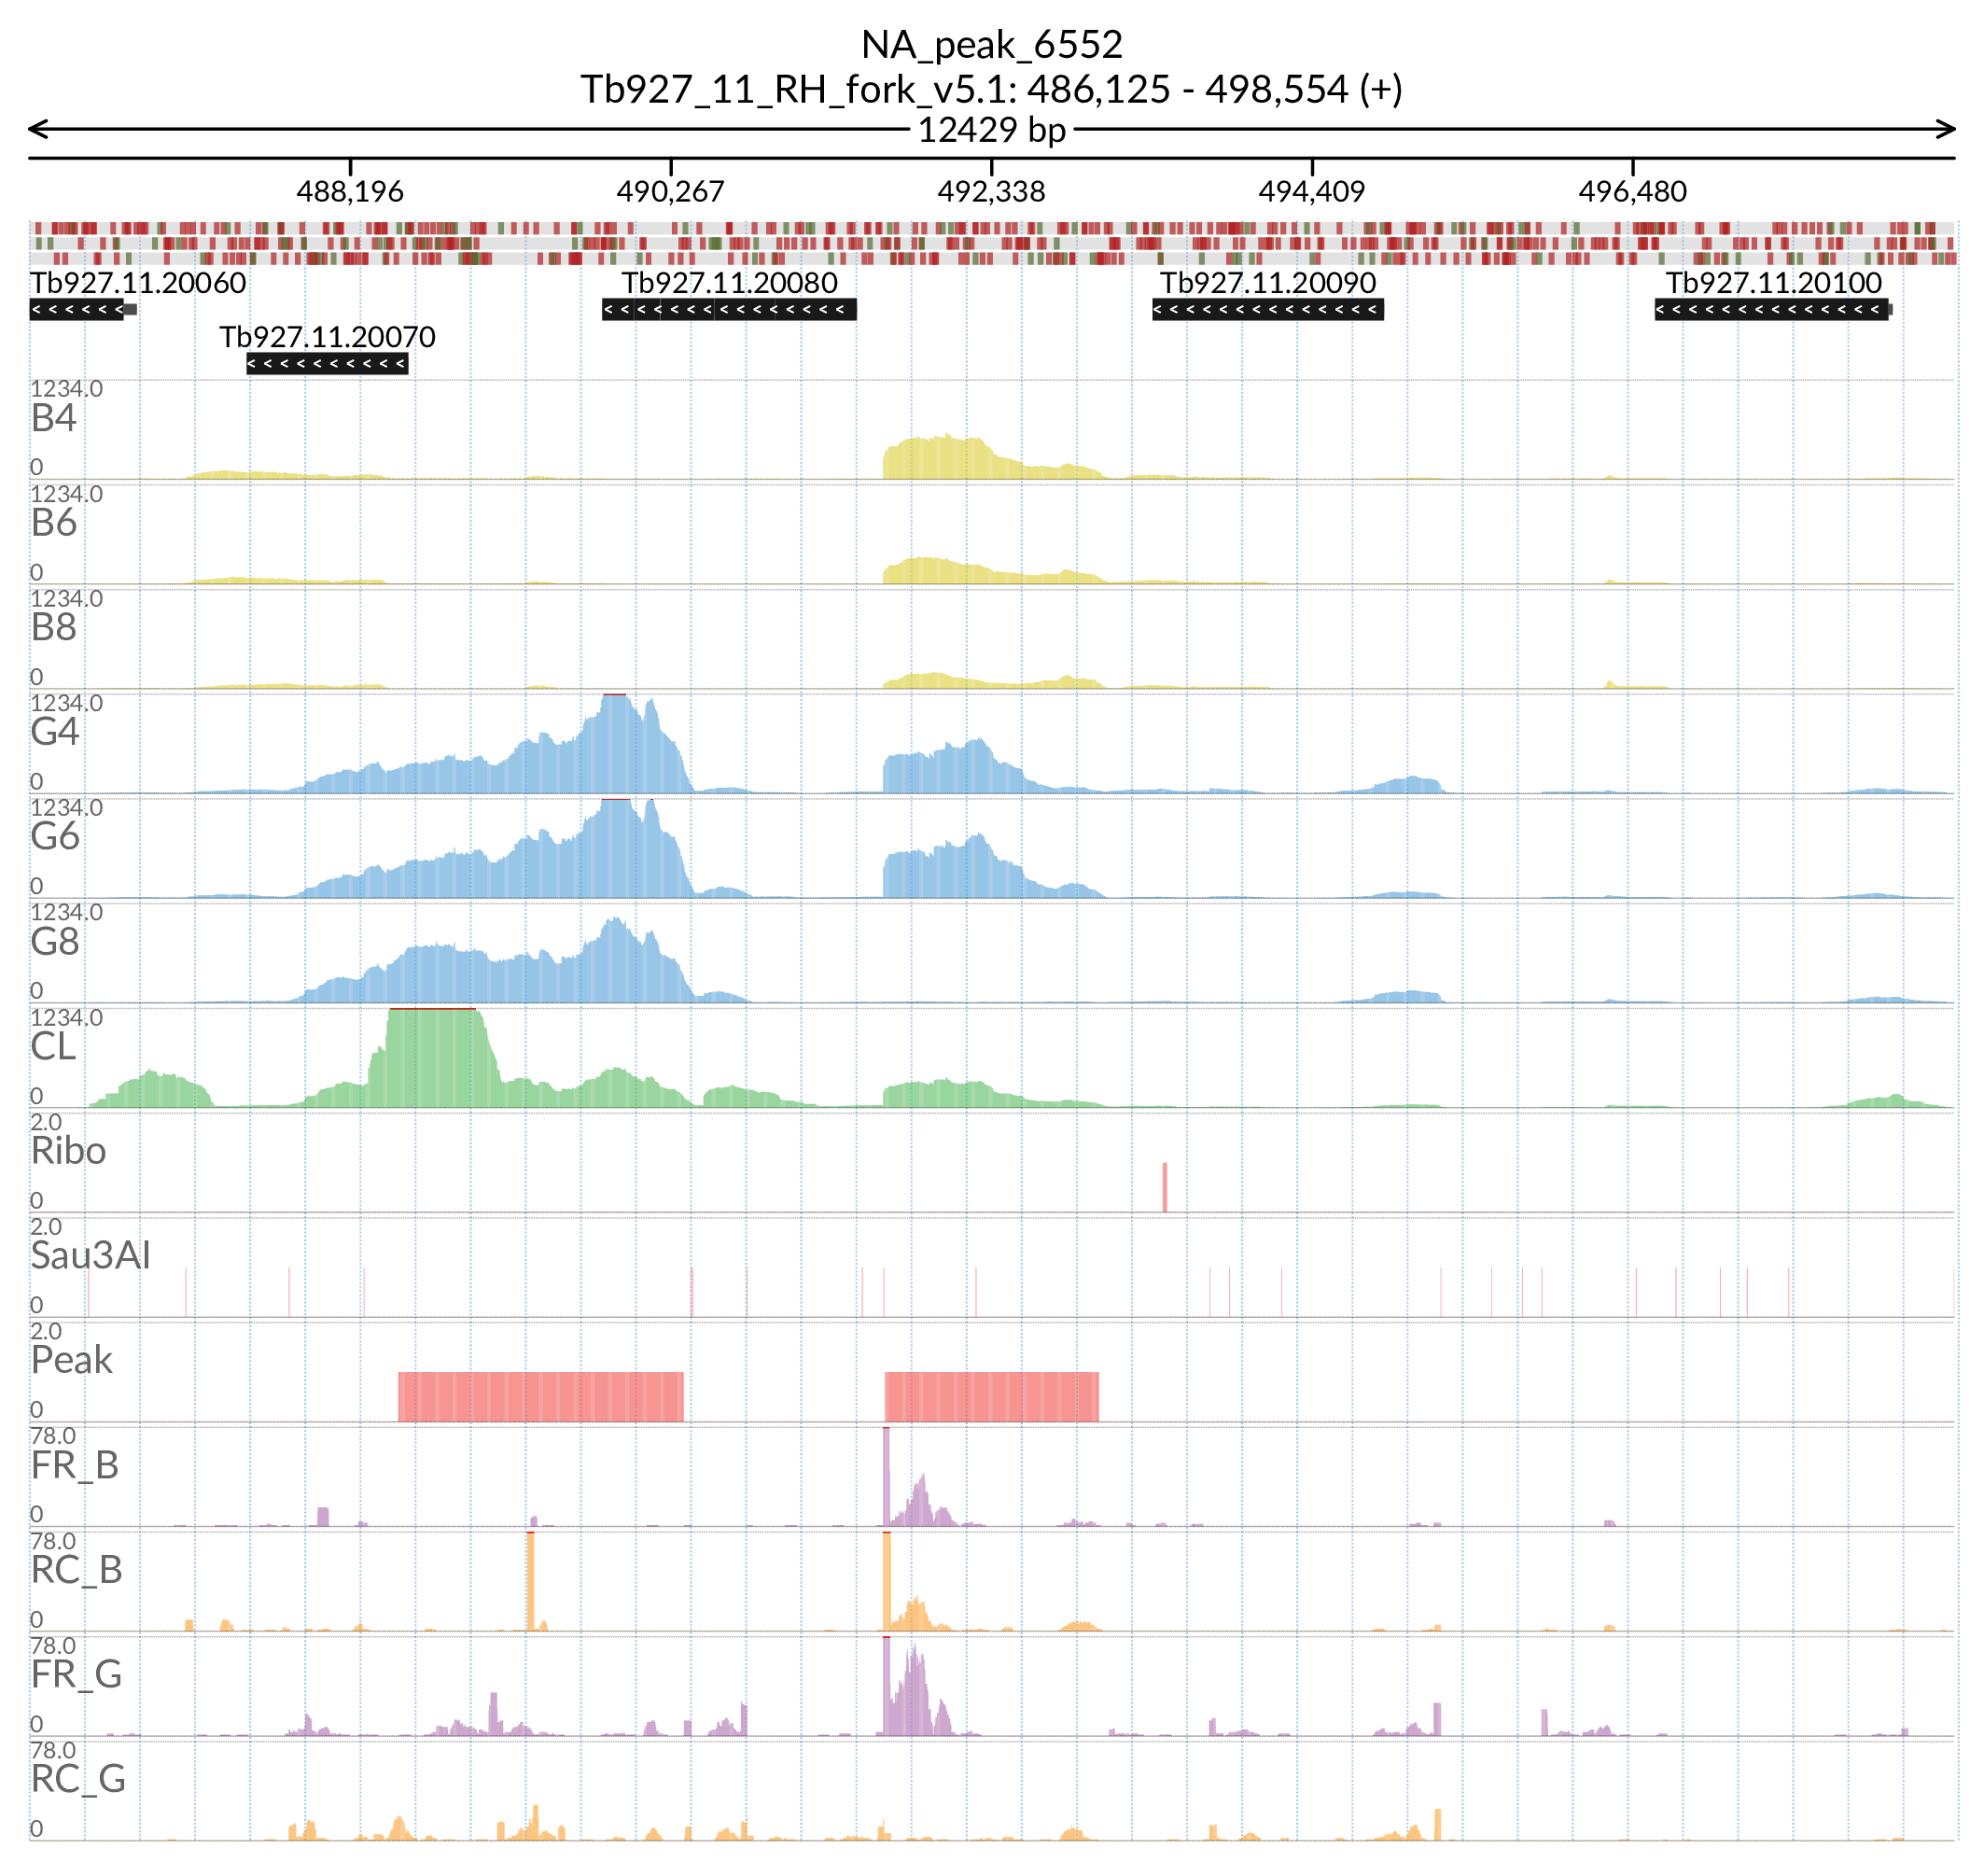 NA_peak_6552
Tb927_11_RH_fork_v5.1: 486,125 - 498,554 (+)
12429 bp
488,196 490,267 492,338 494,409 496,480
Tb927.11.20060 Tb927.11.20080 Tb927.11.20090 Tb927.11.20100
Tb927.11.20070
1234.0
B4
0
1234.0
B6
0
1234.0
B8
0
1234.0
G4
0
1234.0
G6
0
1234.0
G8
0
1234.0
CL
0
2.0
Ribo
0
2.0
Sau3AI
0
2.0
Peak
0
78.0
FR_B
0
78.0
RC_B
0
78.0
FR_G
0
78.0
RC_G
0